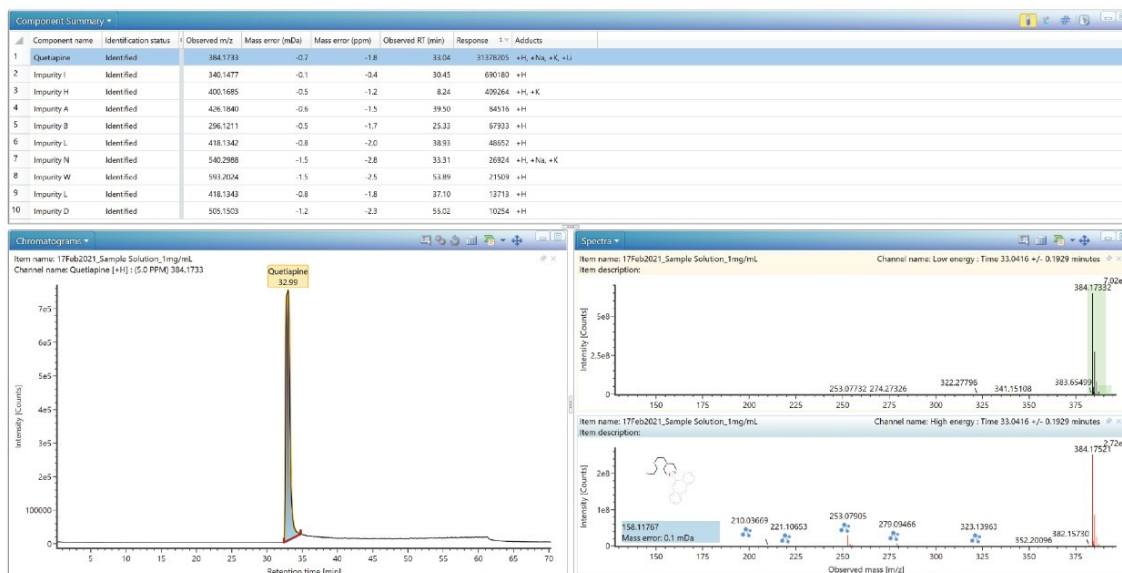 Component Summary
Component name Identification status Observed m/z Mass error (mDa) Mass error (ppm) Observed RT (min) Response Adducts
1 Quetiapine Identified 384.1733 -0.7 -1.8 33.04 31378205 +H, +Na, +K, +Li
2 Impurity I Identified 340.1477 -0.1 -0.4 30.45 690180 +H
3 Impurity H Identified 400.1685 -0.5 -1.2 8.24 409264 +H, +K
4 Impurity A Identified 426.1840 -0.6 -1.5 39.50 84516 +H
5 Impurity B Identified 296.1211 -0.5 -1.7 25.33 67933 +H
6 Impurity L Identified 418.1342 -0.8 -2.0 38.93 48652 +H
7 Impurity N Identified 540.2988 -1.5 -2.8 33.31 26924 +H, +Na, +K
8 Impurity W Identified 593.2024 -1.5 -2.5 53.89 21509 +H
9 Impurity L Identified 418.1343 -0.8 -1.8 37.10 13713 +H
10 Impurity D Identified 505.1503 -1.2 -2.3 55.02 10254 +H
Chromatograms
Item name: 17Feb2021_Sample Solution_1mg/mL
Channel name: Quetiapine [+H] : (5.0 PPM) 384.1733
Quetiapine
32.99
7e5
6e5
5e5
4e5
3e5
2e5
100000
0
Intensity [Counts]
5 10 15 20 25 30 35 40 45 50 55 60 65 70
Retention time [min]
Spectra
Item name: 17Feb2021_Sample Solution_1mg/mL Channel name: Low energy : Time 33.0416 +/- 0.1929 minutes
Item description:
7.02e
384.17332
5e8
2.5e8
0
Intensity [Counts]
253.07732 274.27326 322.27796 341.15108 383.65499
150 175 200 225 250 275 300 325 350 375
Item name: 17Feb2021_Sample Solution_1mg/mL Channel name: High energy : Time 33.0416 +/- 0.1929 minutes
Item description:
2.72e
384.17521
2e8
1e8
0
Intensity [Counts]
158.11767
Mass error: 0.1 mDa
210.03669 221.10653 253.07905 279.09466 323.13963 352.20096 382.15730
150 175 200 225 250 275 300 325 350 375
Observed mass [m/z]